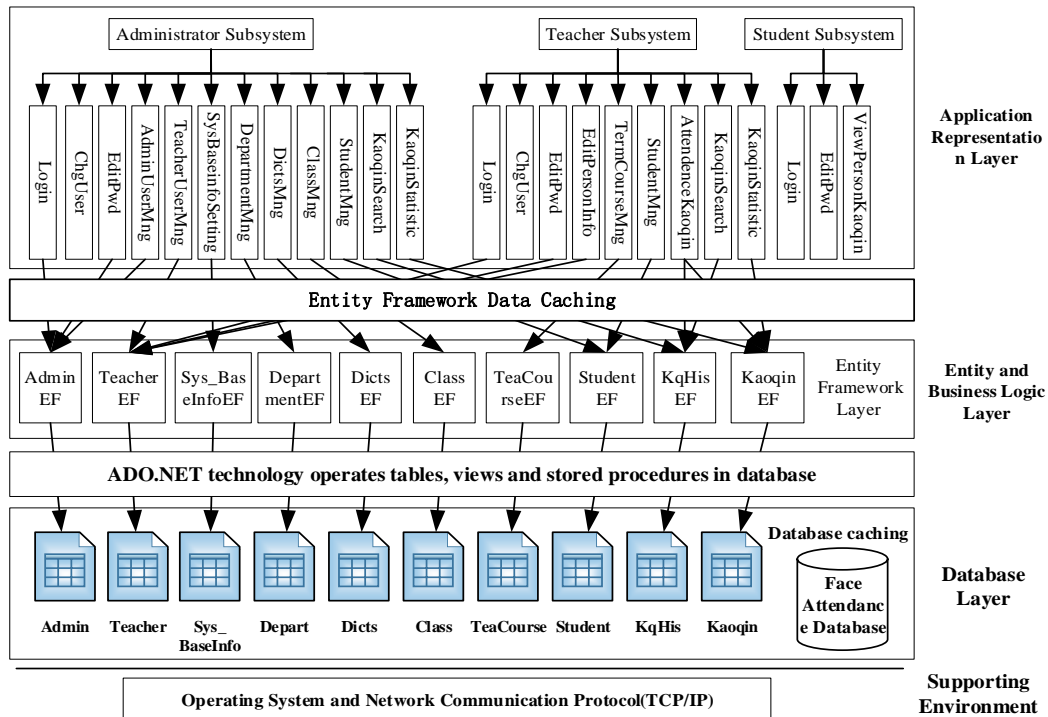 Administrator Subsystem
Teacher Subsystem
Student Subsystem
Login
ChgUser
EditPwd
AdminUserMng
TeacherUserMng
SysBaseinfoSetting
DepartmentMng
DictsMng
ClassMng
StudentMng
KaoqinSearch
KaoqinStatistic
Login
ChgUser
EditPwd
EditPersonInfo
TermCourseMng
StudentMng
AttendenceKaoqin
KaoqinSearch
KaoqinStatistic
Login
EditPwd
ViewPersonKaoqin
Application
Representatio
n Layer
Entity Framework Data Caching
Admin
EF
Teacher
EF
Sys_Bas
eInfoEF
Depart
mentEF
Dicts
EF
Class
EF
TeaCou
rseEF
Student
EF
KqHis
EF
Kaoqin
EF
Entity
Framework
Layer
Entity and
Business Logic
Layer
ADO.NET technology operates tables, views and stored procedures in database
Database caching
Face
Attendanc
e Database
Admin
Teacher
Sys_
BaseInfo
Depart
Dicts
Class
TeaCourse
Student
KqHis
Kaoqin
Database
Layer
Operating System and Network Communication Protocol(TCP/IP)
Supporting
Environment